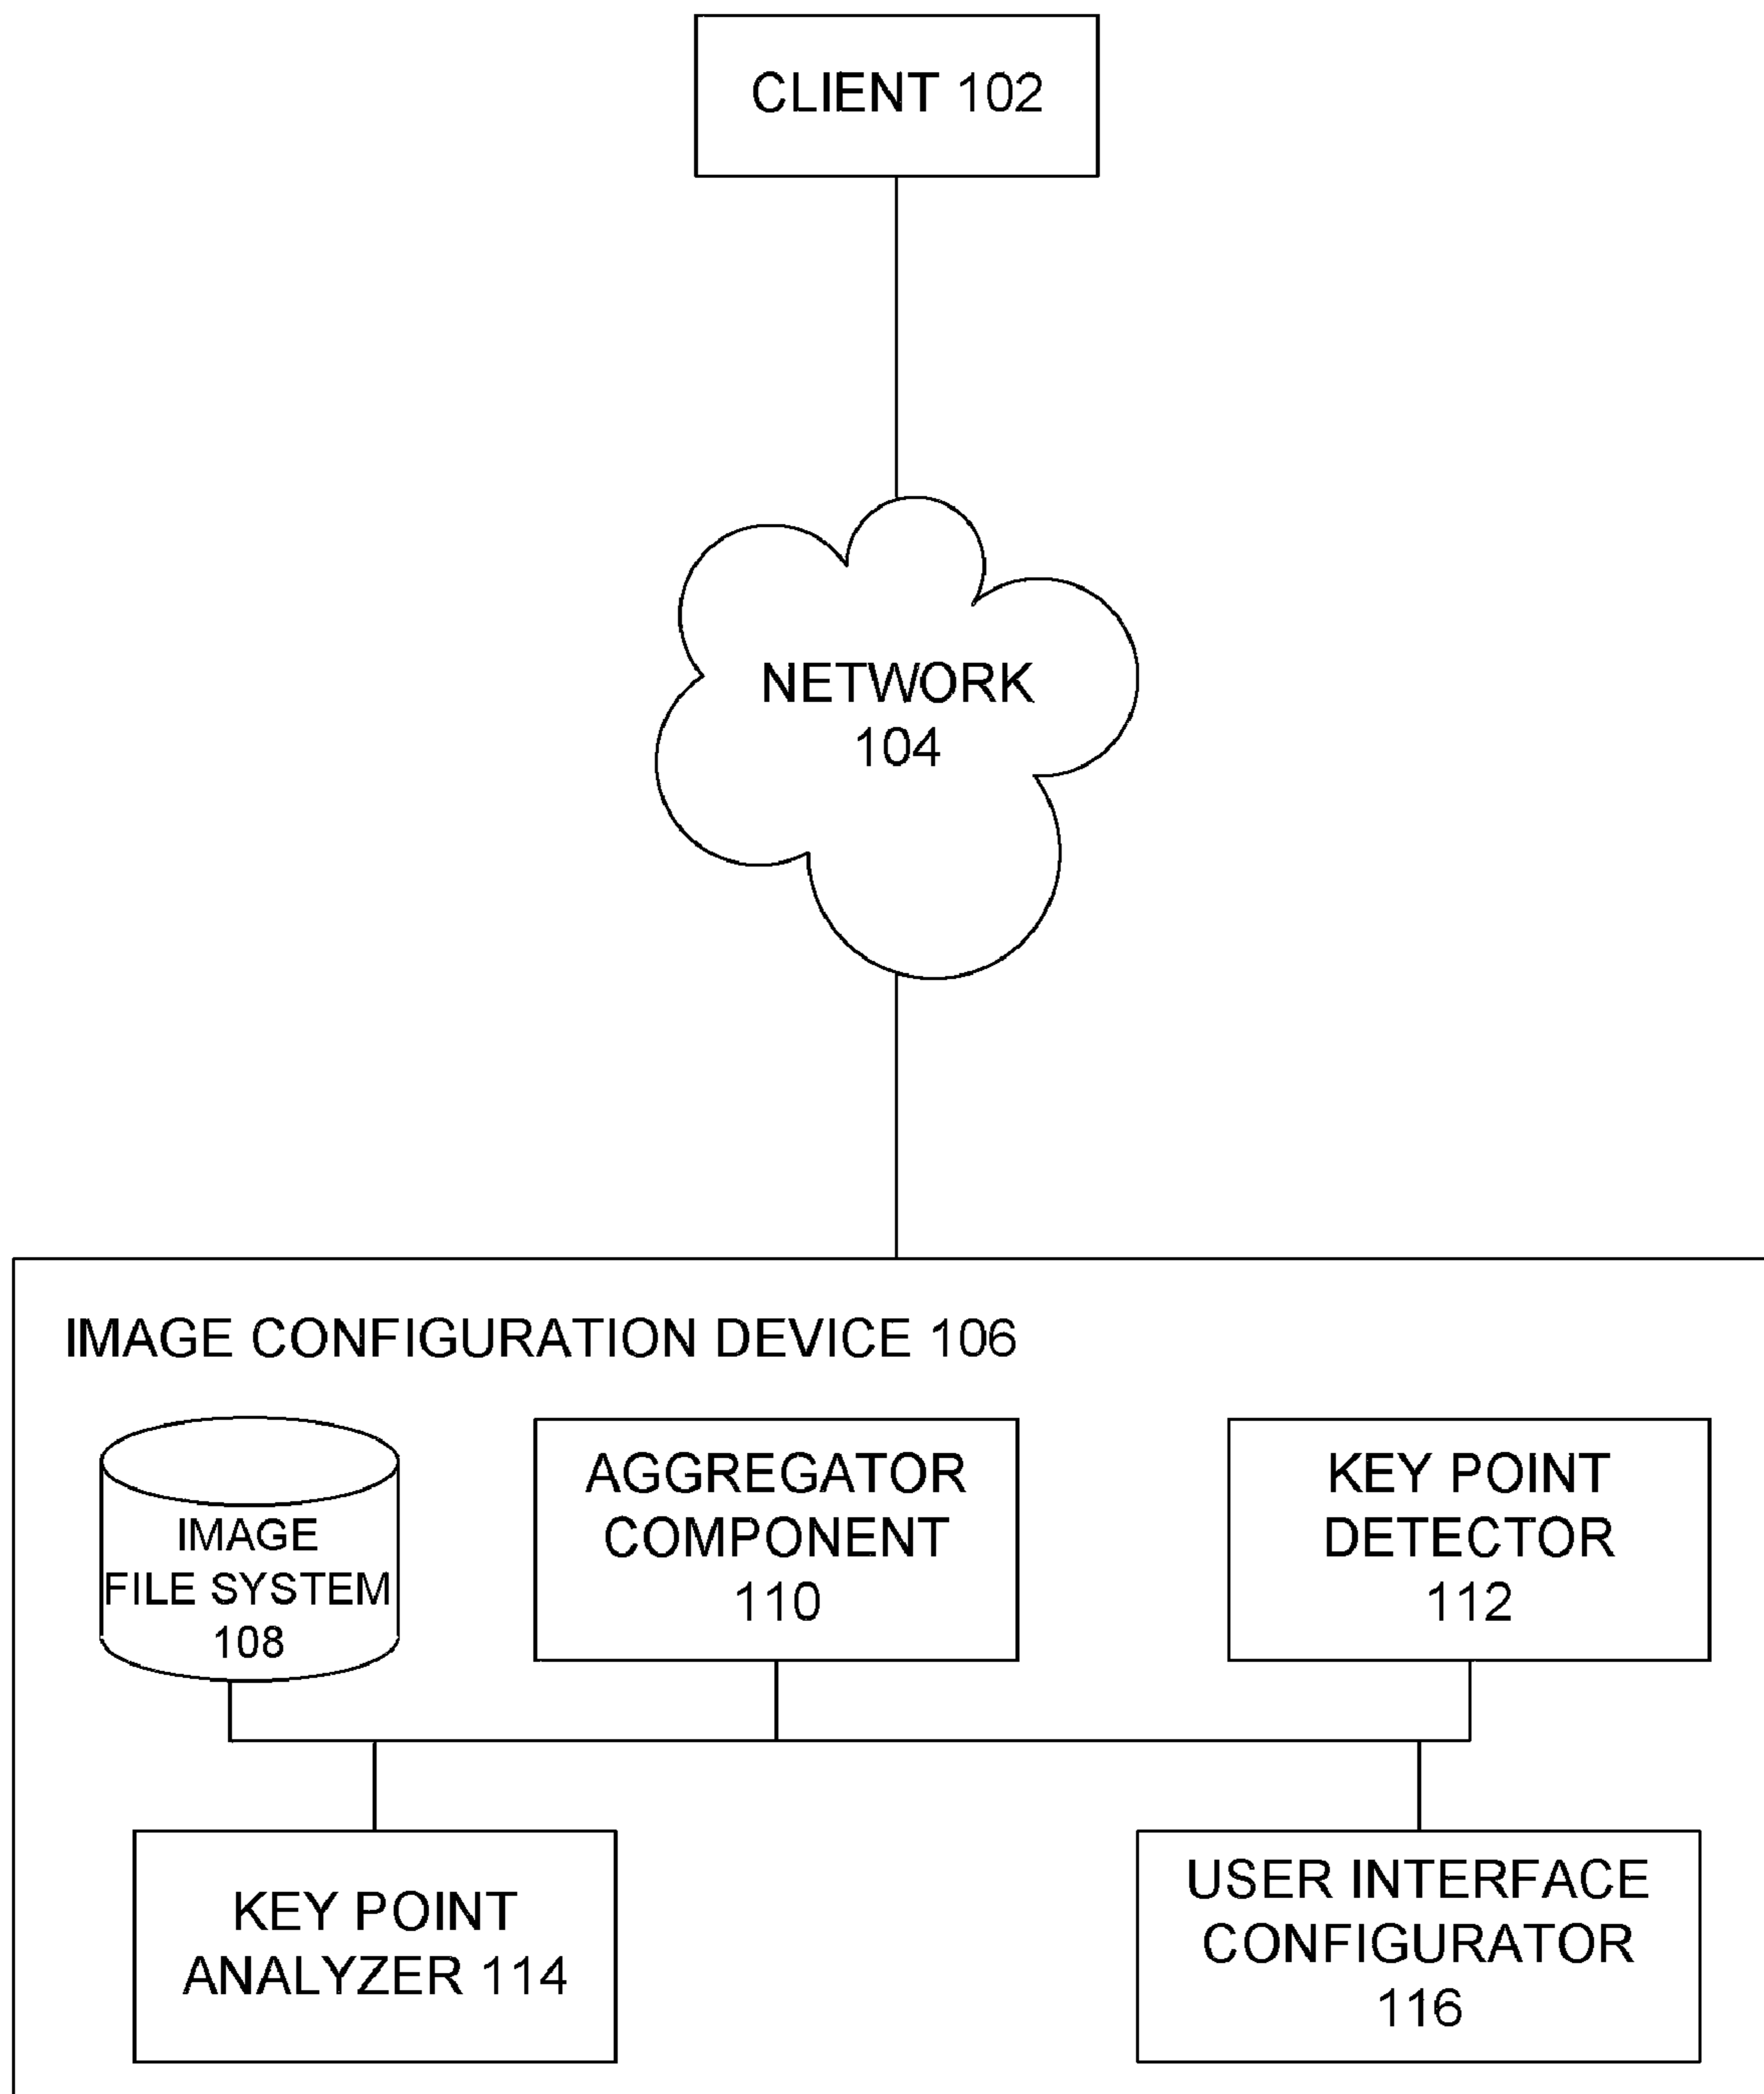 CLIENT 102
NETWORK
104
IMAGE CONFIGURATION DEVICE 106
IMAGE
FILE SYSTEM
108
AGGREGATOR
COMPONENT
110
KEY POINT
DETECTOR
112
KEY POINT
ANALYZER 114
USER INTERFACE
CONFIGURATOR
116